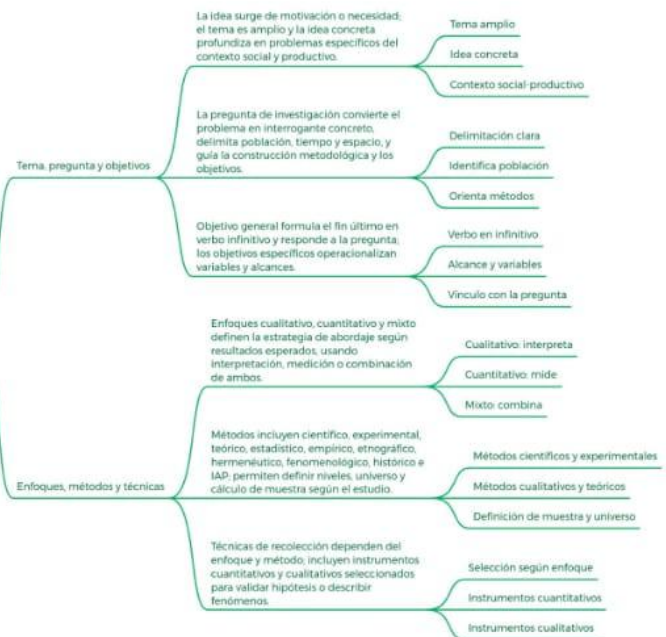 La idea surge de motivación o necesidad;
el tema es amplio y la idea concreta
profundiza en problemas específicos del
contexto social y productivo.
Tema amplio
Idea concreta
Contexto social-productivo
Tema, pregunta y objetivos
La pregunta de investigación convierte el
problema en interrogante concreto,
delimita población, tiempo y espacio, y
guía la construcción metodológica y los
objetivos.
Delimitación clara
Identifica población
Orienta métodos
Objetivo general formula el fin último en
verbo infinitivo y responde a la pregunta;
los objetivos específicos operacionalizan
variables y alcances.
Verbo en infinitivo
Alcance y variables
Vínculo con la pregunta
Enfoques cualitativo, cuantitativo y mixto
definen la estrategia de abordaje según
resultados esperados, usando
interpretación, medición o combinación
de ambos.
Cualitativo: interpreta
Cuantitativo: mide
Mixto: combina
Enfoques, métodos y técnicas
Métodos incluyen científico, experimental,
teórico, estadístico, empírico, etnográfico,
hermenéutico, fenomenológico, histórico e
IAP; permiten definir niveles, universo y
cálculo de muestra según el estudio.
Métodos científicos y experimentales
Métodos cualitativos y teóricos
Definición de muestra y universo
Técnicas de recolección dependen del
enfoque y método; incluyen instrumentos
cuantitativos y cualitativos seleccionados
para validar hipótesis o describir
fenómenos.
Selección según enfoque
Instrumentos cuantitativos
Instrumentos cualitativos